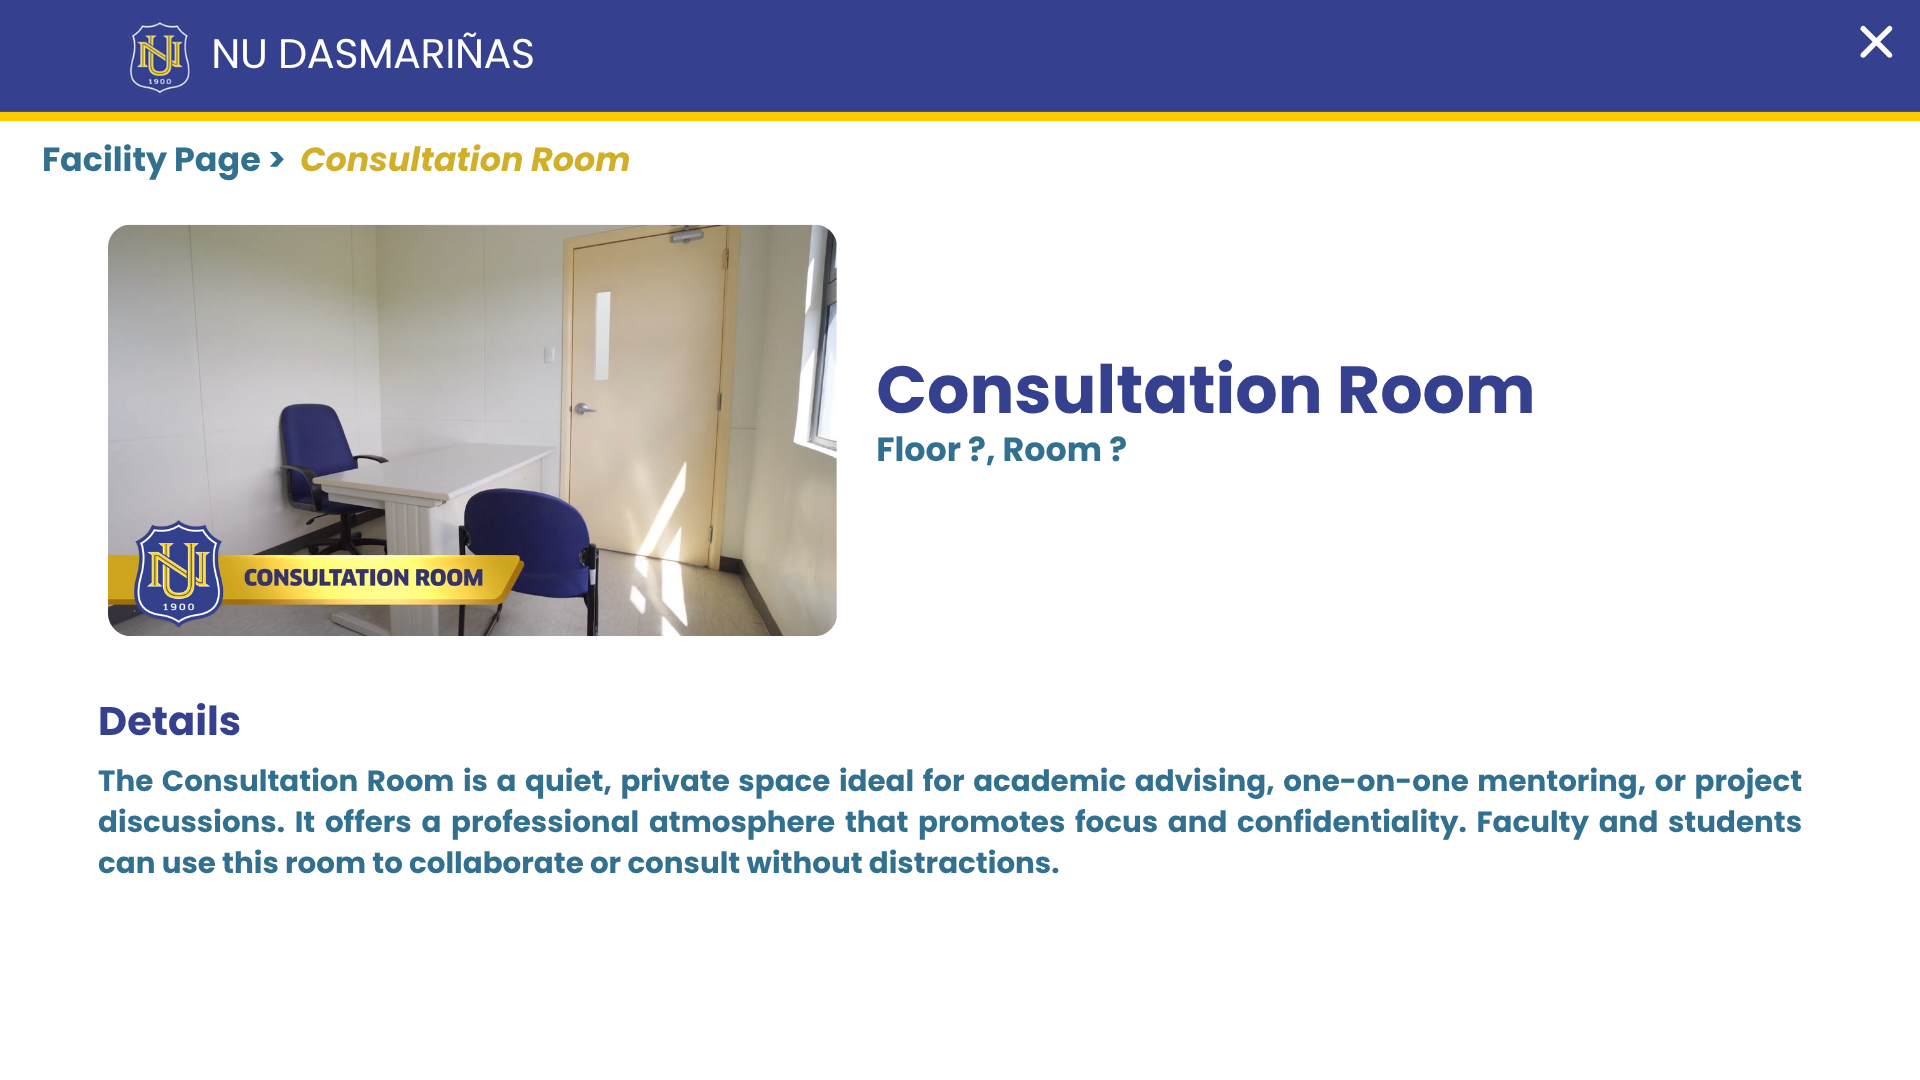 NU DASMARIÑAS
NU
1900
Facility Page > Consultation Room
Consultation Room
Floor ?, Room ?
NU
1900
CONSULTATION ROOM
Details
The Consultation Room is a quiet, private space ideal for academic advising, one-on-one mentoring, or project
discussions. It offers a professional atmosphere that promotes focus and confidentiality. Faculty and students
can use this room to collaborate or consult without distractions.